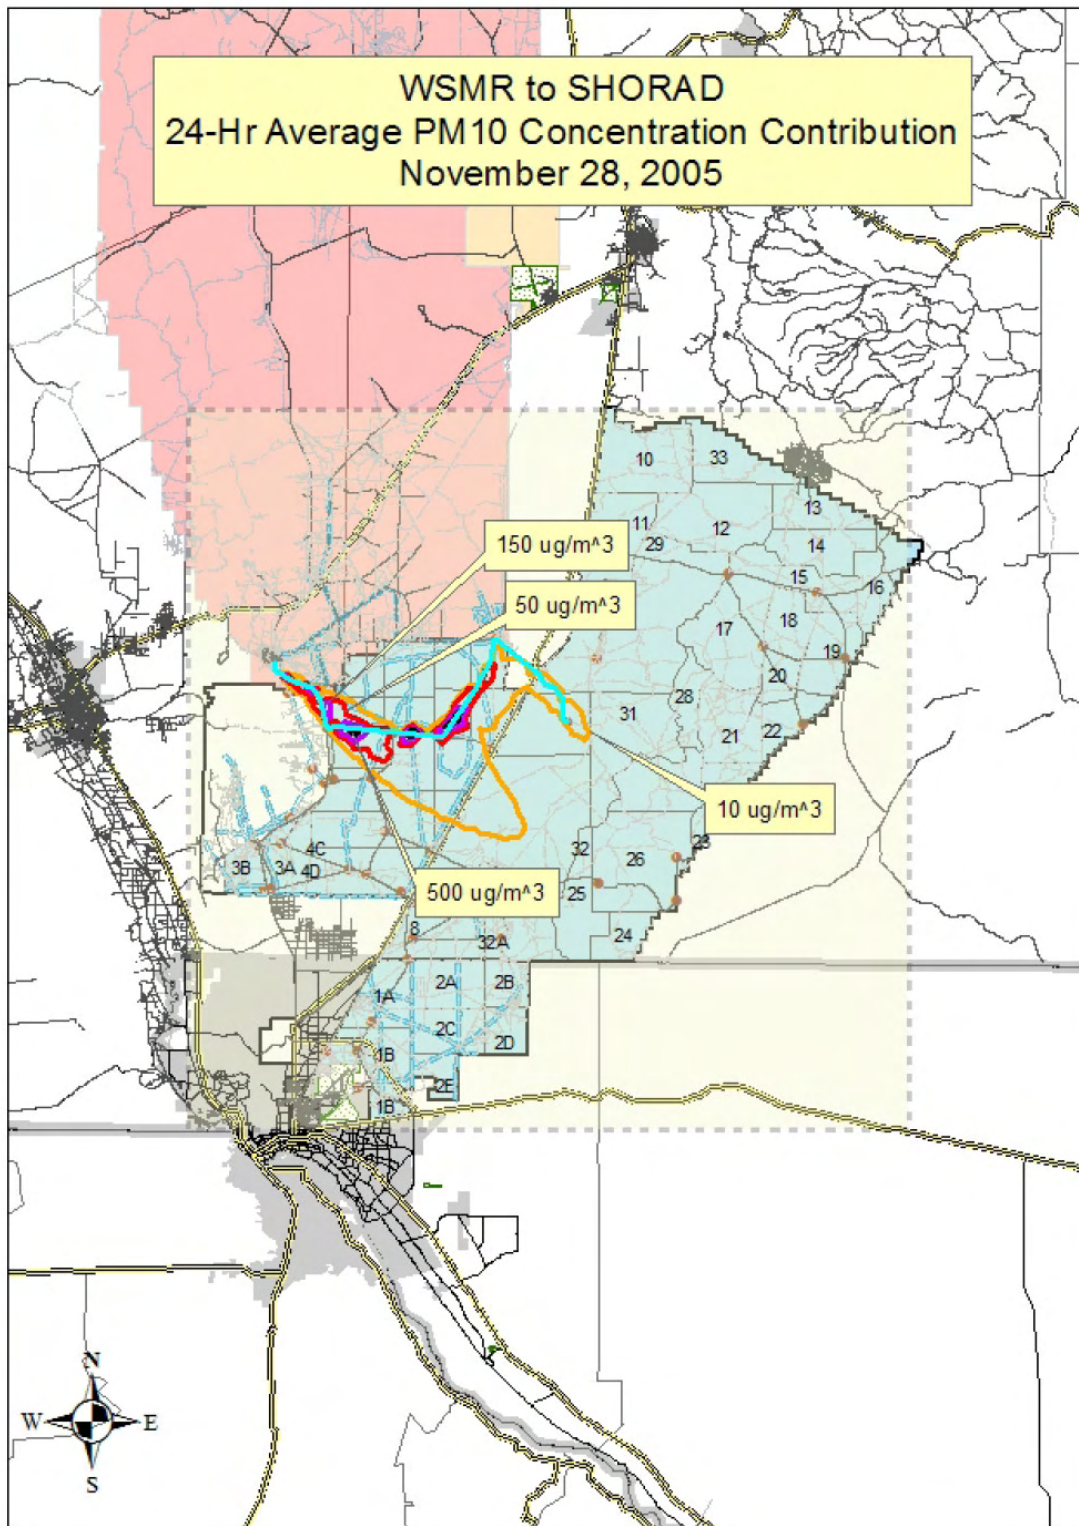 WSMR to SHORAD
24-Hr Average PM10 Concentration Contribution
November 28, 2005
10
33
13
11
29
12
14
150 ug/m^3
15
16
50 ug/m^3
17
18
19
20
28
31
21
22
10 ug/m^3
23
4C
32
26
3B
3A
4D
500 ug/m^3
25
8
32A
24
1A
2A
2B
2C
2D
1B
2E
1B
N
W
E
S